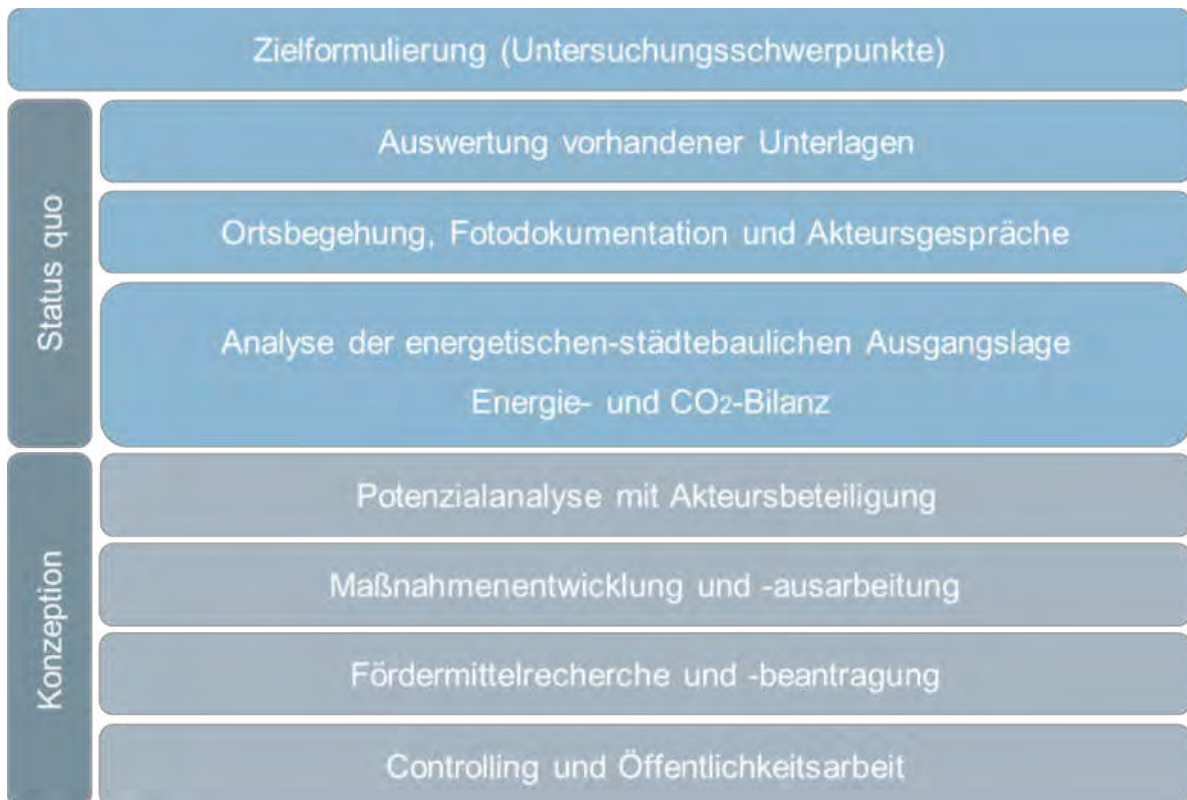 Zielformulierung (Untersuchungsschwerpunkte)
Status quo
Auswertung vorhandener Unterlagen
Ortsbegehung, Fotodokumentation und Akteursgespräche
Analyse der energetischen-städtebaulichen Ausgangslage
Energie- und CO2-Bilanz
Konzeption
Potenzialanalyse mit Akteursbeteiligung
Maßnahmenentwicklung und -ausarbeitung
Fördermittelrecherche und -beantragung
Controlling und Öffentlichkeitsarbeit